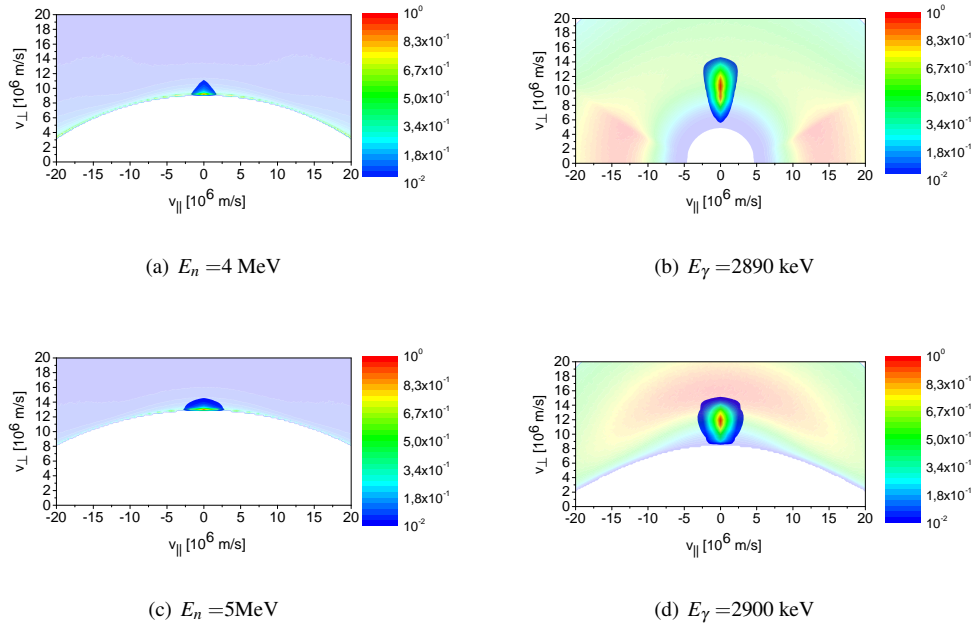 20
18
16
14
12
10
8
6
4
2
0
v⊥ [10⁶ m/s]
-20 -15 -10 -5 0 5 10 15 20
v|| [10⁶ m/s]
10⁰
8,3x10⁻¹
6,7x10⁻¹
5,0x10⁻¹
3,4x10⁻¹
1,8x10⁻¹
10⁻²
(a) Eₙ =4 MeV
20
18
16
14
12
10
8
6
4
2
0
v⊥ [10⁶ m/s]
-20 -15 -10 -5 0 5 10 15 20
v|| [10⁶ m/s]
10⁰
8,3x10⁻¹
6,7x10⁻¹
5,0x10⁻¹
3,4x10⁻¹
1,8x10⁻¹
10⁻²
(b) Eᵧ =2890 keV
20
18
16
14
12
10
8
6
4
2
0
v⊥ [10⁶ m/s]
-20 -15 -10 -5 0 5 10 15 20
v|| [10⁶ m/s]
10⁰
8,3x10⁻¹
6,7x10⁻¹
5,0x10⁻¹
3,4x10⁻¹
1,8x10⁻¹
10⁻²
(c) Eₙ =5MeV
20
18
16
14
12
10
8
6
4
2
0
v⊥ [10⁶ m/s]
-20 -15 -10 -5 0 5 10 15 20
v|| [10⁶ m/s]
10⁰
8,3x10⁻¹
6,7x10⁻¹
5,0x10⁻¹
3,4x10⁻¹
1,8x10⁻¹
10⁻²
(d) Eᵧ =2900 keV